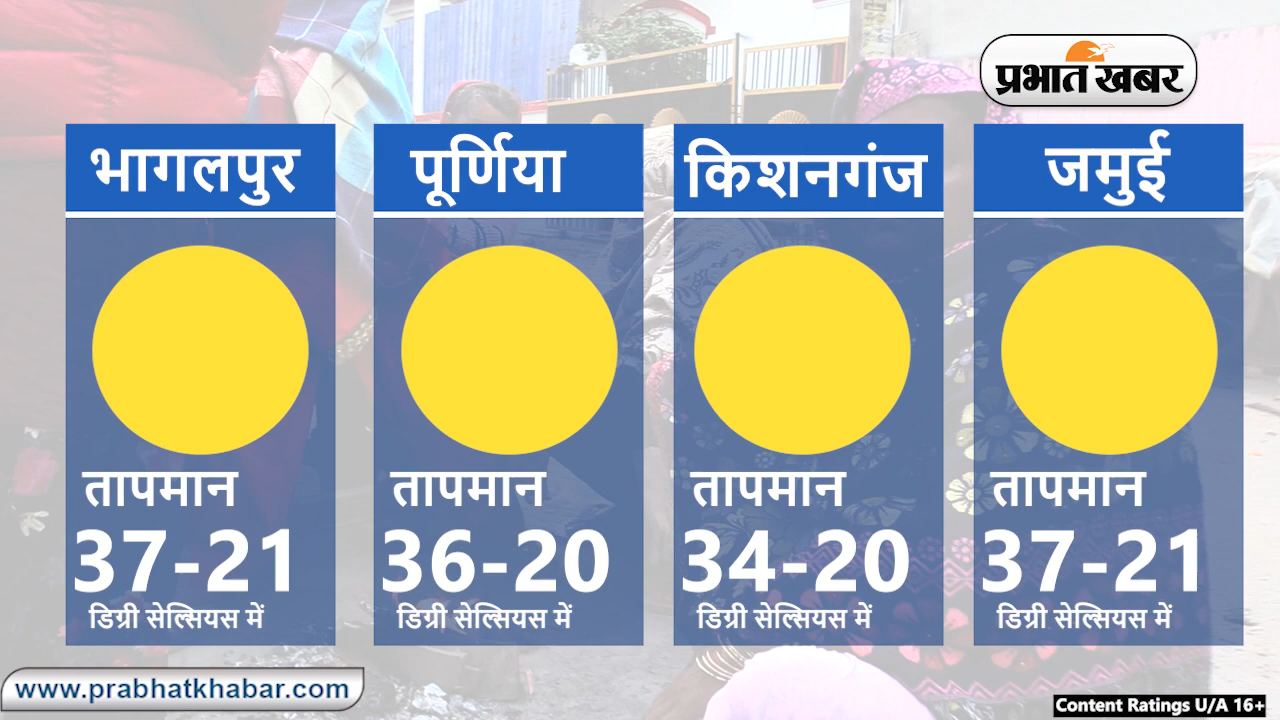 प्रभात खबर
भागलपुर
तापमान
37-21
डिग्री सेल्सियस में
पूर्णिया
तापमान
36-20
डिग्री सेल्सियस में
किशनगंज
तापमान
34-20
डिग्री सेल्सियस में
जमुई
तापमान
37-21
डिग्री सेल्सियस में
www.prabhatkhabar.com
Content Ratings U/A 16+